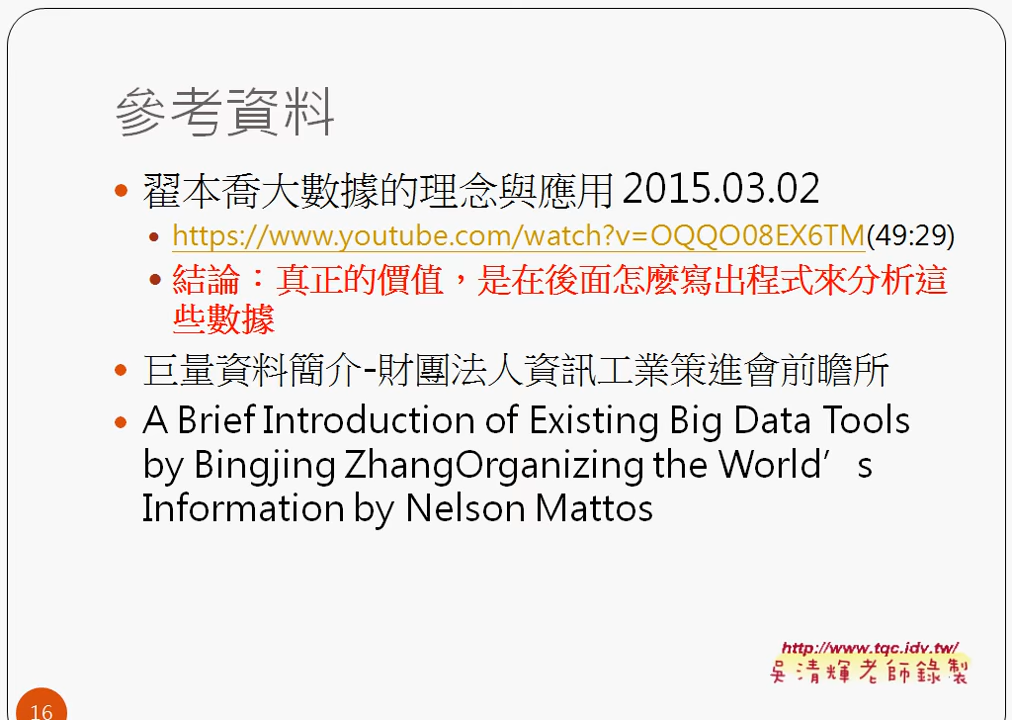 參考資料
• 翟本喬大數據的理念與應用 2015.03.02
• https://www.youtube.com/watch?v=OQQO08EX6TM(49:29)
• 結論：真正的價值，是在後面怎麼寫出程式來分析這
些數據
• 巨量資料簡介-財團法人資訊工業策進會前瞻所
• A Brief Introduction of Existing Big Data Tools
by Bingjing ZhangOrganizing the World’s
Information by Nelson Mattos
http://www.tqc.idv.tw/
吳清輝老師錄製
16